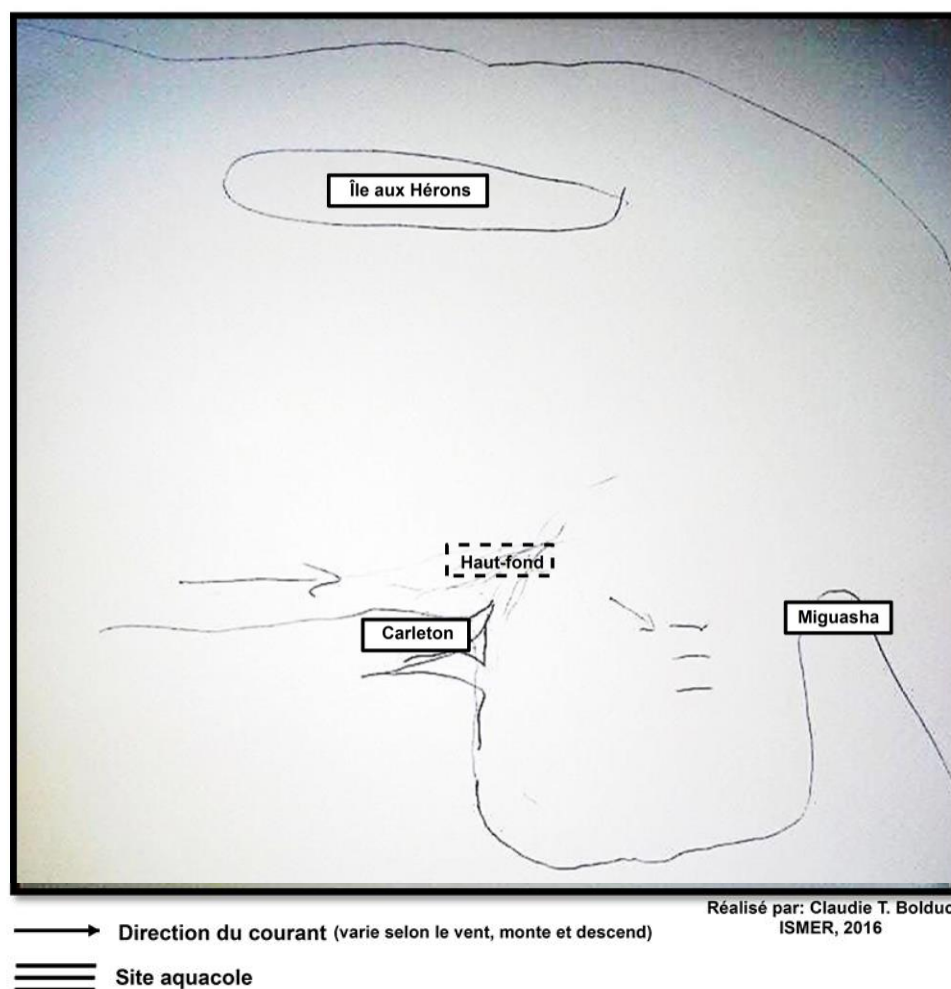 Île aux Hérons
Haut-fond
Carleton
Miguasha
Réalisé par: Claudie T. Bolduc
ISMER, 2016
Direction du courant (varie selon le vent, monte et descend)
Site aquacole